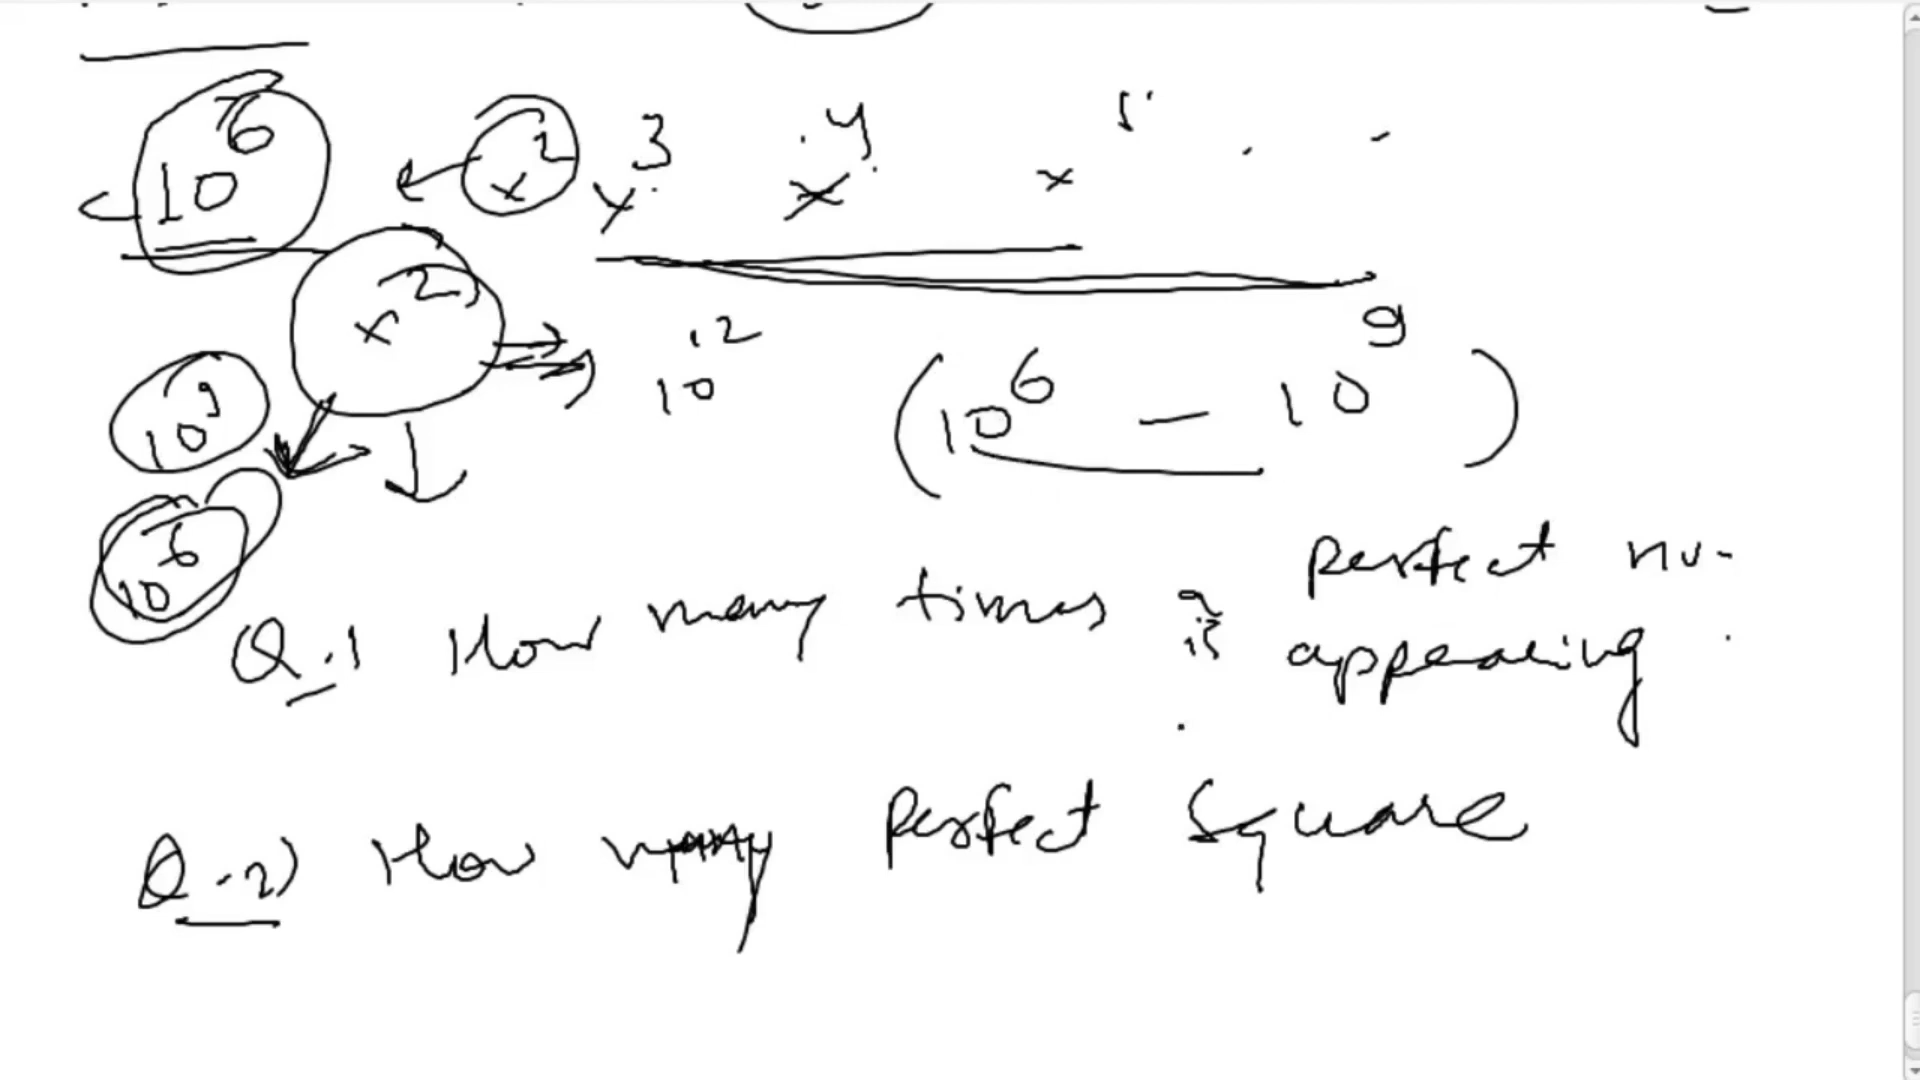 10^6 x^2 x^3 x^4 x^5
x^2 10^12 (10^6 - 10^9)
10^9
10^6
perfect nu-
Q.1 How many times a is appearing
Q.2) How many perfect square